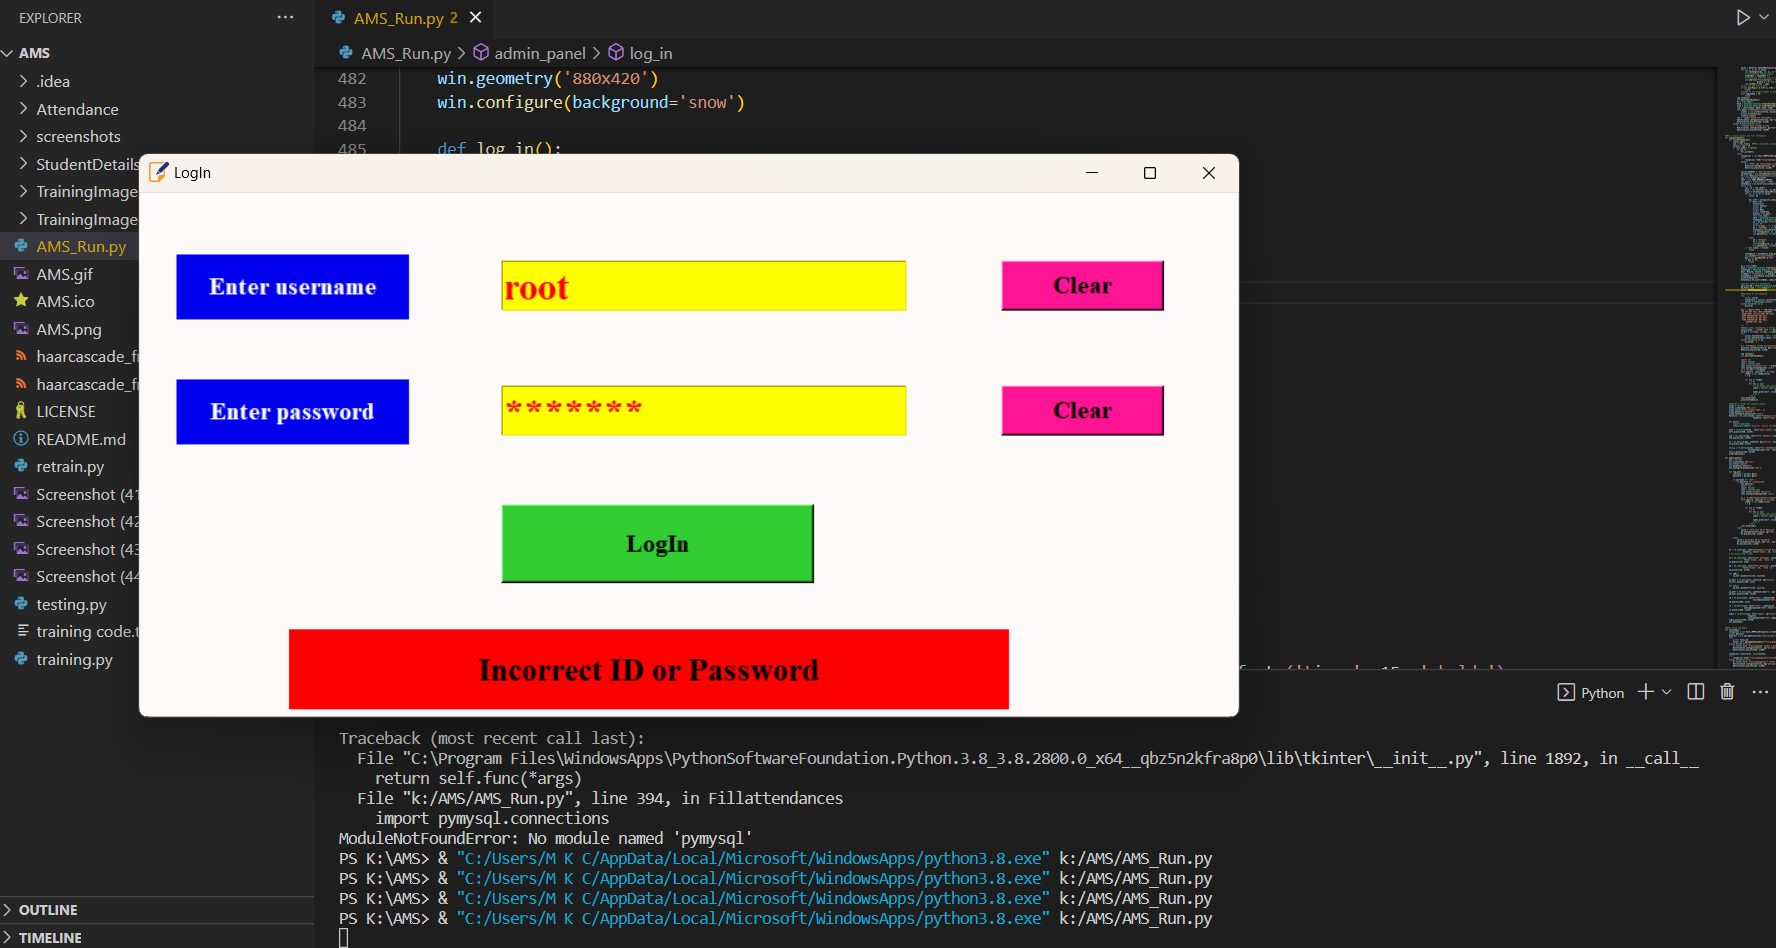 EXPLORER
AMS
.idea
Attendance
screenshots
StudentDetails
TrainingImage
TrainingImage
AMS_Run.py
AMS.gif
AMS.ico
AMS.png
haarcascade_fr
haarcascade_fr
LICENSE
README.md
retrain.py
Screenshot (41
Screenshot (42
Screenshot (43
Screenshot (44
testing.py
training code.t
training.py
OUTLINE
TIMELINE
AMS_Run.py 2
AMS_Run.py > admin_panel > log_in
482 win.geometry('880x420')
483 win.configure(background='snow')
484
485 def log_in():
LogIn
Enter username root Clear
Enter password ******* Clear
LogIn
Incorrect ID or Password
Python
Traceback (most recent call last):
File "C:\Program Files\WindowsApps\PythonSoftwareFoundation.Python.3.8_3.8.2800.0_x64__qbz5n2kfra8p0\lib\tkinter\__init__.py", line 1892, in __call__
return self.func(*args)
File "k:/AMS/AMS_Run.py", line 394, in Fillattendances
import pymysql.connections
ModuleNotFoundError: No module named 'pymysql'
PS K:\AMS> & "C:/Users/M K C/AppData/Local/Microsoft/WindowsApps/python3.8.exe" k:/AMS/AMS_Run.py
PS K:\AMS> & "C:/Users/M K C/AppData/Local/Microsoft/WindowsApps/python3.8.exe" k:/AMS/AMS_Run.py
PS K:\AMS> & "C:/Users/M K C/AppData/Local/Microsoft/WindowsApps/python3.8.exe" k:/AMS/AMS_Run.py
PS K:\AMS> & "C:/Users/M K C/AppData/Local/Microsoft/WindowsApps/python3.8.exe" k:/AMS/AMS_Run.py